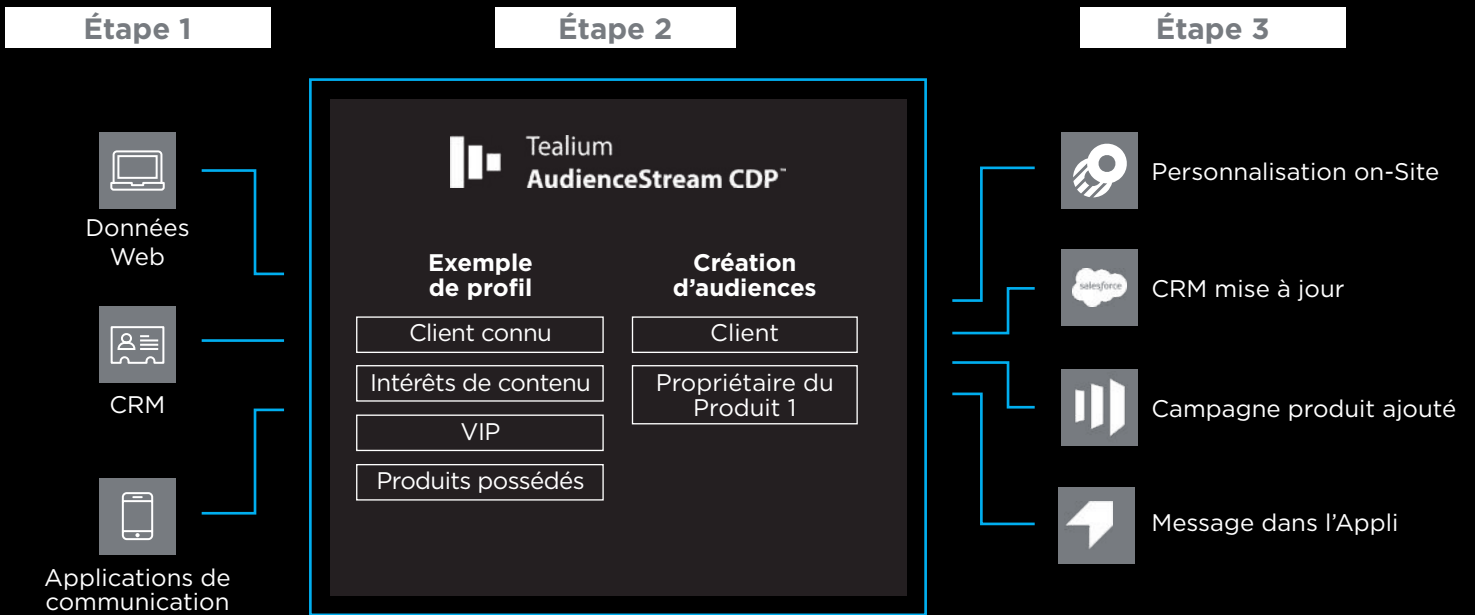 Étape 1
Étape 2
Étape 3
Données
Web
CRM
Applications de
communication
Tealium
AudienceStream CDP™
Exemple
de profil
Client connu
Intérêts de contenu
VIP
Produits possédés
Création
d'audiences
Client
Propriétaire du
Produit 1
Personnalisation on-Site
salesforce
CRM mise à jour
Campagne produit ajouté
Message dans l'Appli